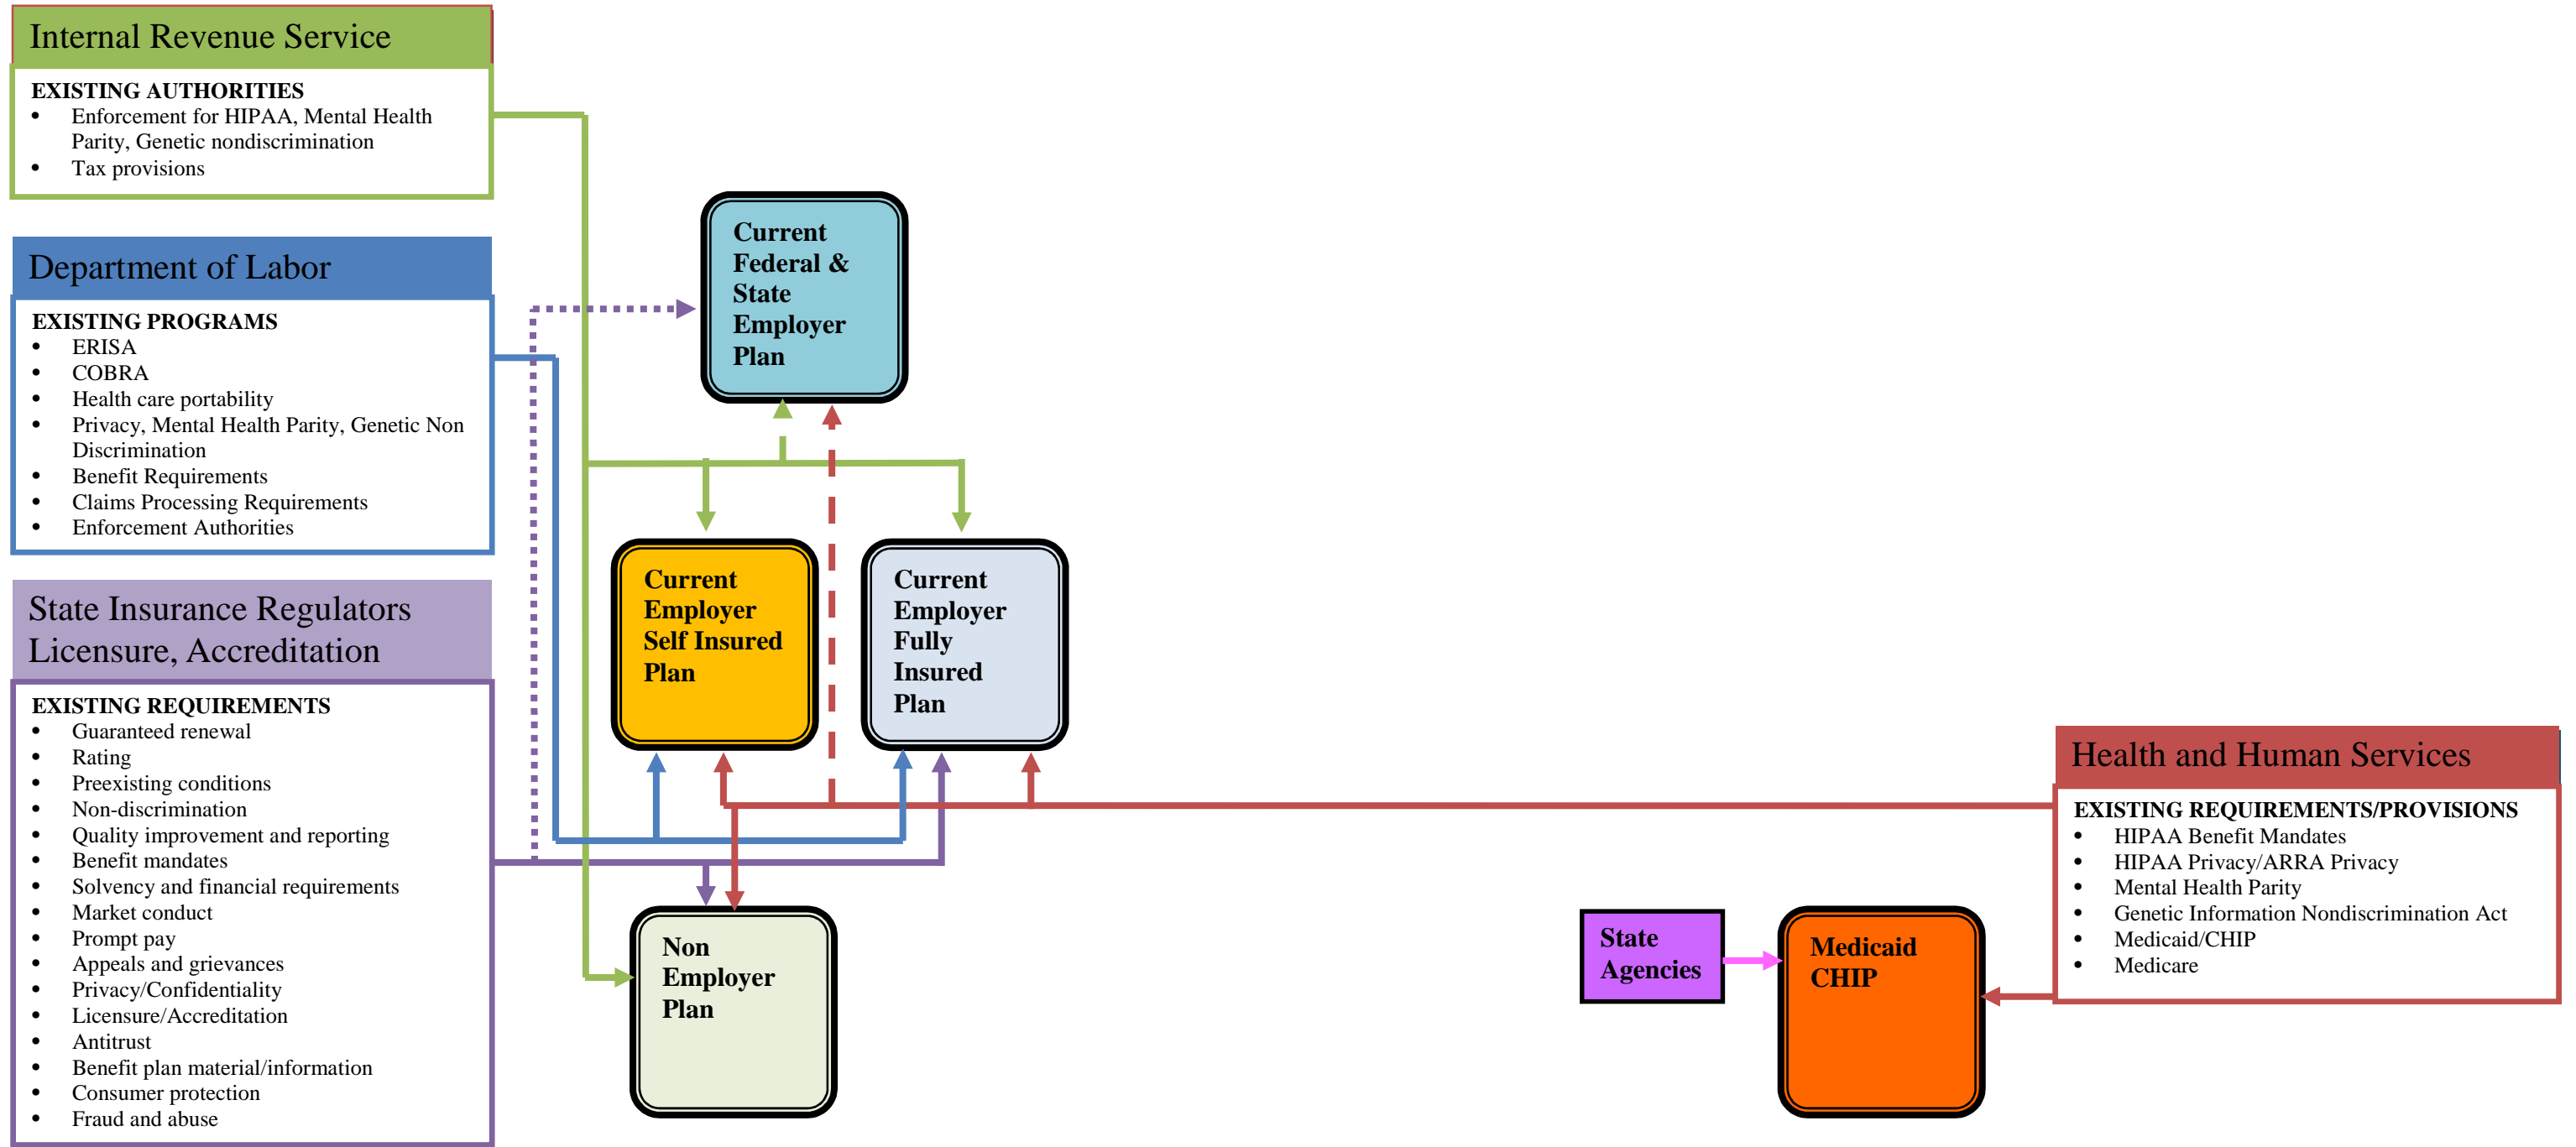 Internal Revenue Service
EXISTING AUTHORITIES
• Enforcement for HIPAA, Mental Health
Parity, Genetic nondiscrimination
• Tax provisions
Department of Labor
EXISTING PROGRAMS
• ERISA
• COBRA
• Health care portability
• Privacy, Mental Health Parity, Genetic Non
Discrimination
• Benefit Requirements
• Claims Processing Requirements
• Enforcement Authorities
State Insurance Regulators
Licensure, Accreditation
EXISTING REQUIREMENTS
• Guaranteed renewal
• Rating
• Preexisting conditions
• Non-discrimination
• Quality improvement and reporting
• Benefit mandates
• Solvency and financial requirements
• Market conduct
• Prompt pay
• Appeals and grievances
• Privacy/Confidentiality
• Licensure/Accreditation
• Antitrust
• Benefit plan material/information
• Consumer protection
• Fraud and abuse
Current
Federal &
State
Employer
Plan
Current
Employer
Self Insured
Plan
Current
Employer
Fully
Insured
Plan
Non
Employer
Plan
State
Agencies
Medicaid
CHIP
Health and Human Services
EXISTING REQUIREMENTS/PROVISIONS
• HIPAA Benefit Mandates
• HIPAA Privacy/ARRA Privacy
• Mental Health Parity
• Genetic Information Nondiscrimination Act
• Medicaid/CHIP
• Medicare